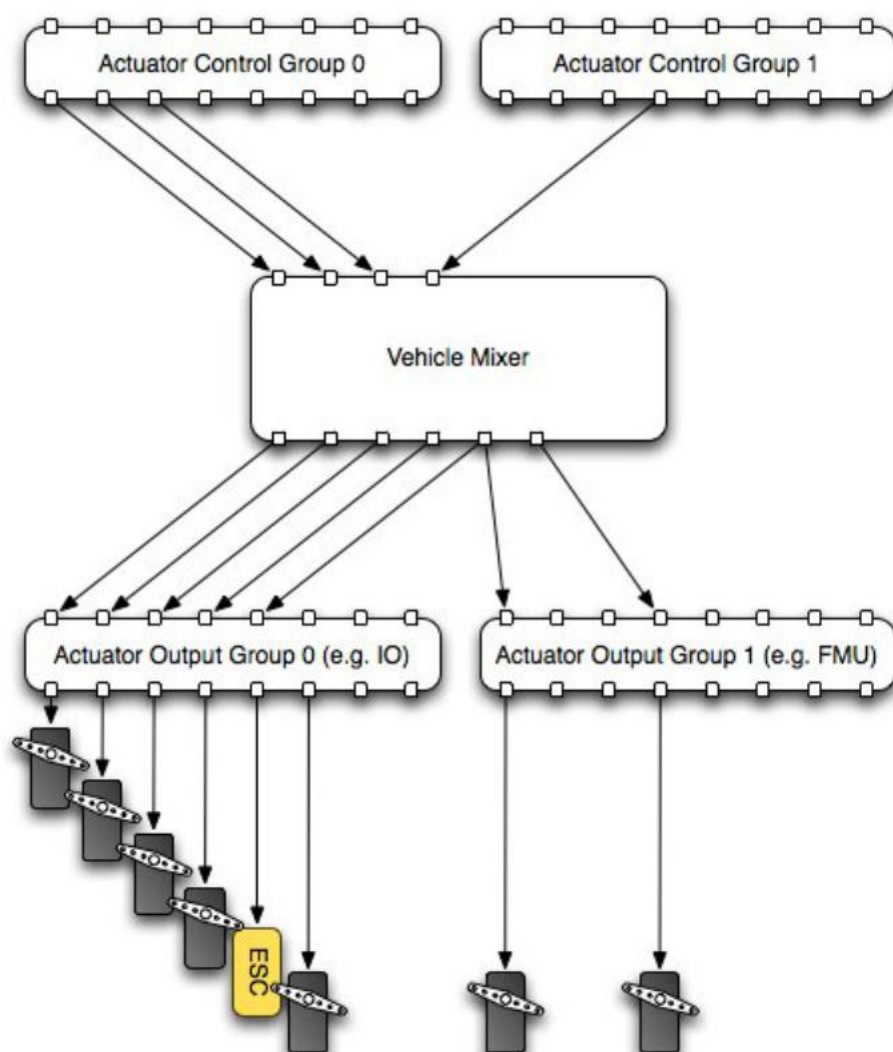 Actuator Control Group 0
Actuator Control Group 1
Vehicle Mixer
Actuator Output Group 0 (e.g. IO)
Actuator Output Group 1 (e.g. FMU)
ESC